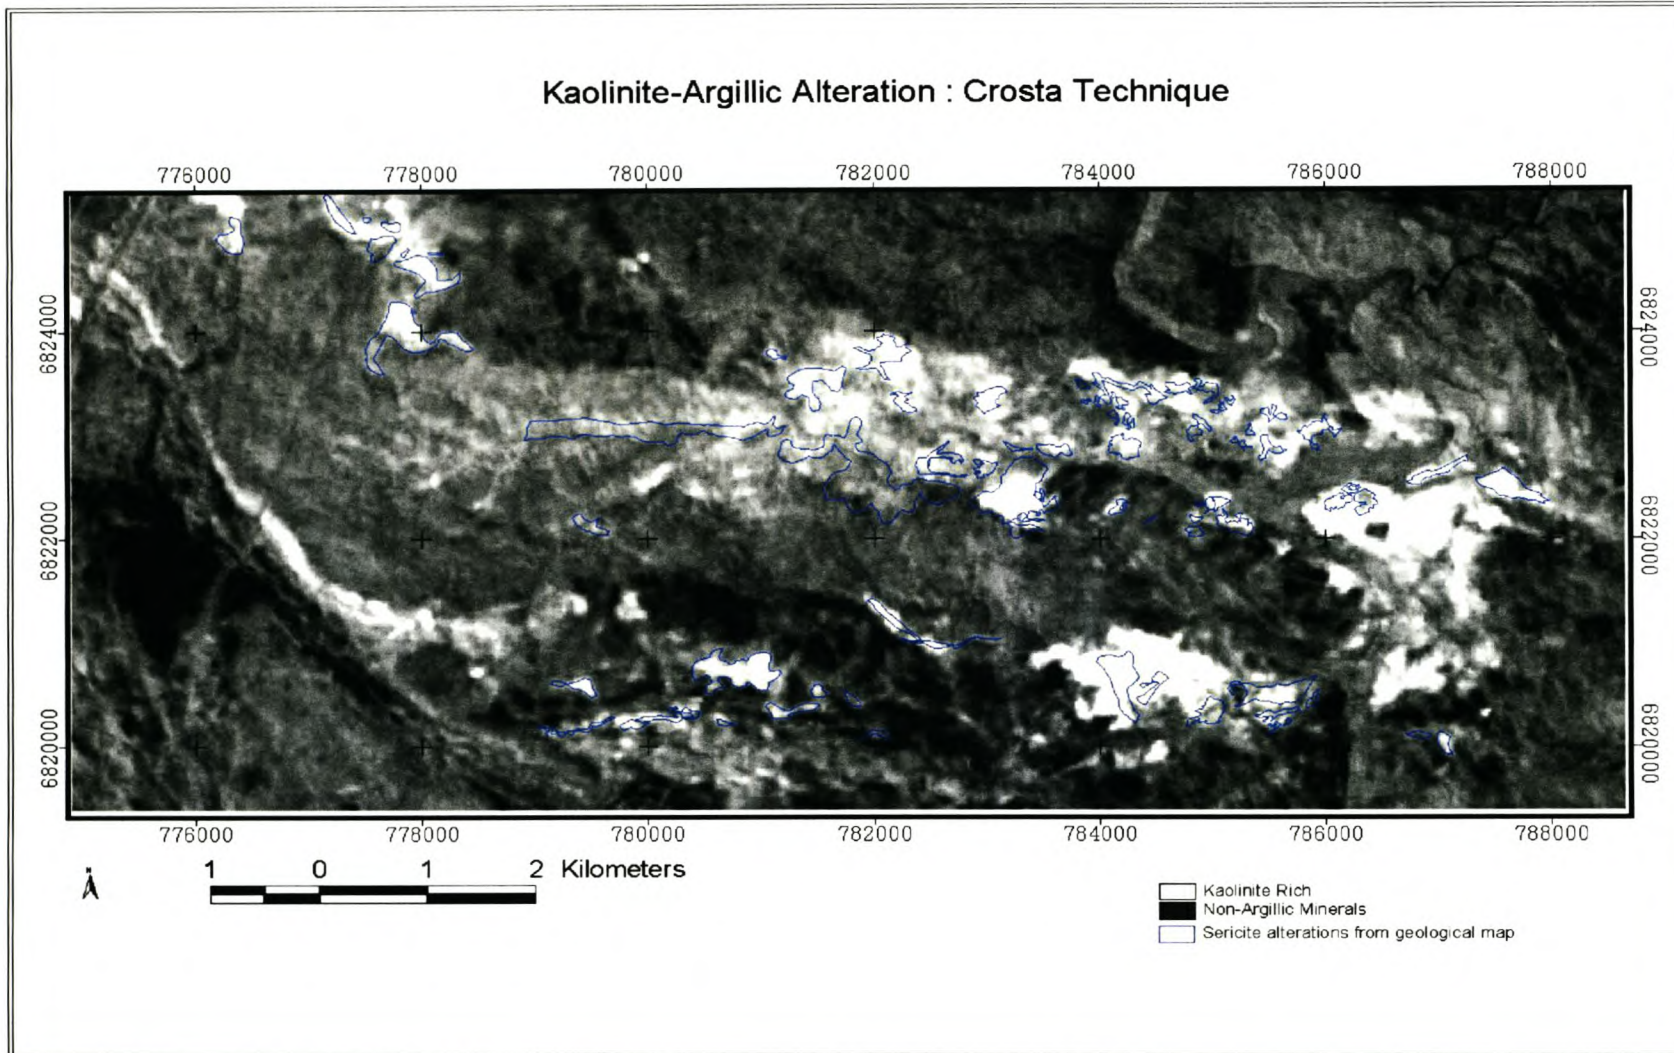 Kaolinite-Argillic Alteration : Crosta Technique
776000 778000 780000 782000 784000 786000 788000
6824000 6824000
6822000 6822000
6820000 6820000
776000 778000 780000 782000 784000 786000 788000
1 0 1 2 Kilometers
Kaolinite Rich
Non-Argillic Minerals
Sericite alterations from geological map